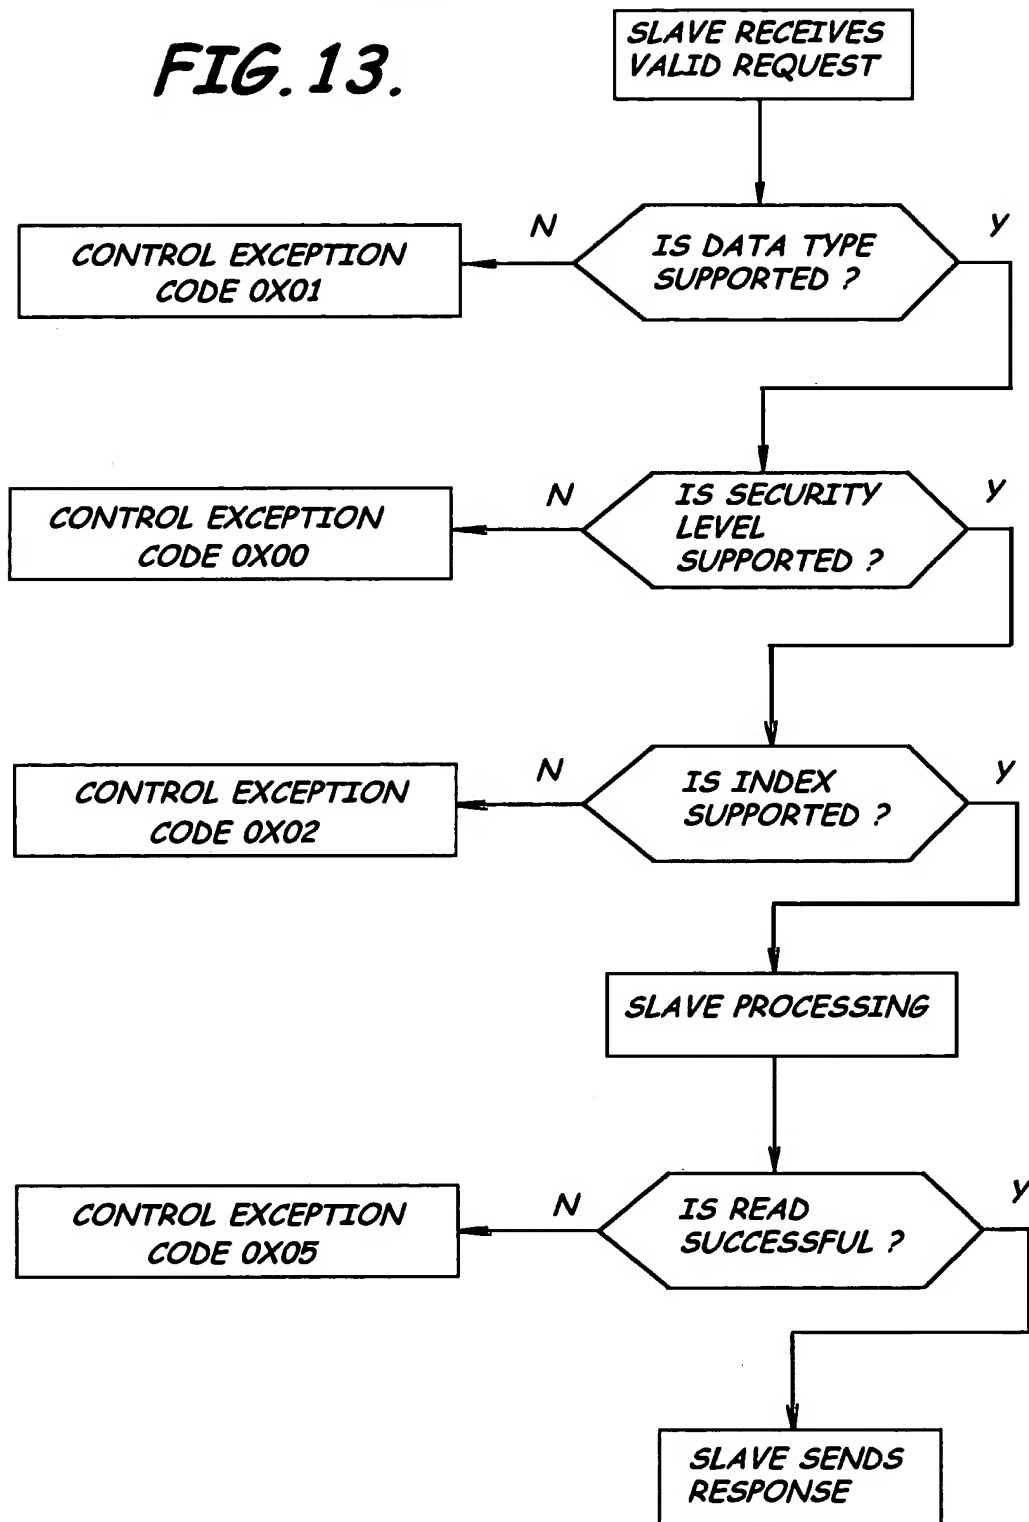 FIG. 13.
SLAVE RECEIVES
VALID REQUEST
N
IS DATA TYPE
SUPPORTED ?
Y
CONTROL EXCEPTION
CODE 0X01
N
IS SECURITY
LEVEL
SUPPORTED ?
Y
CONTROL EXCEPTION
CODE 0X00
N
IS INDEX
SUPPORTED ?
Y
CONTROL EXCEPTION
CODE 0X02
SLAVE PROCESSING
N
IS READ
SUCCESSFUL ?
Y
CONTROL EXCEPTION
CODE 0X05
SLAVE SENDS
RESPONSE